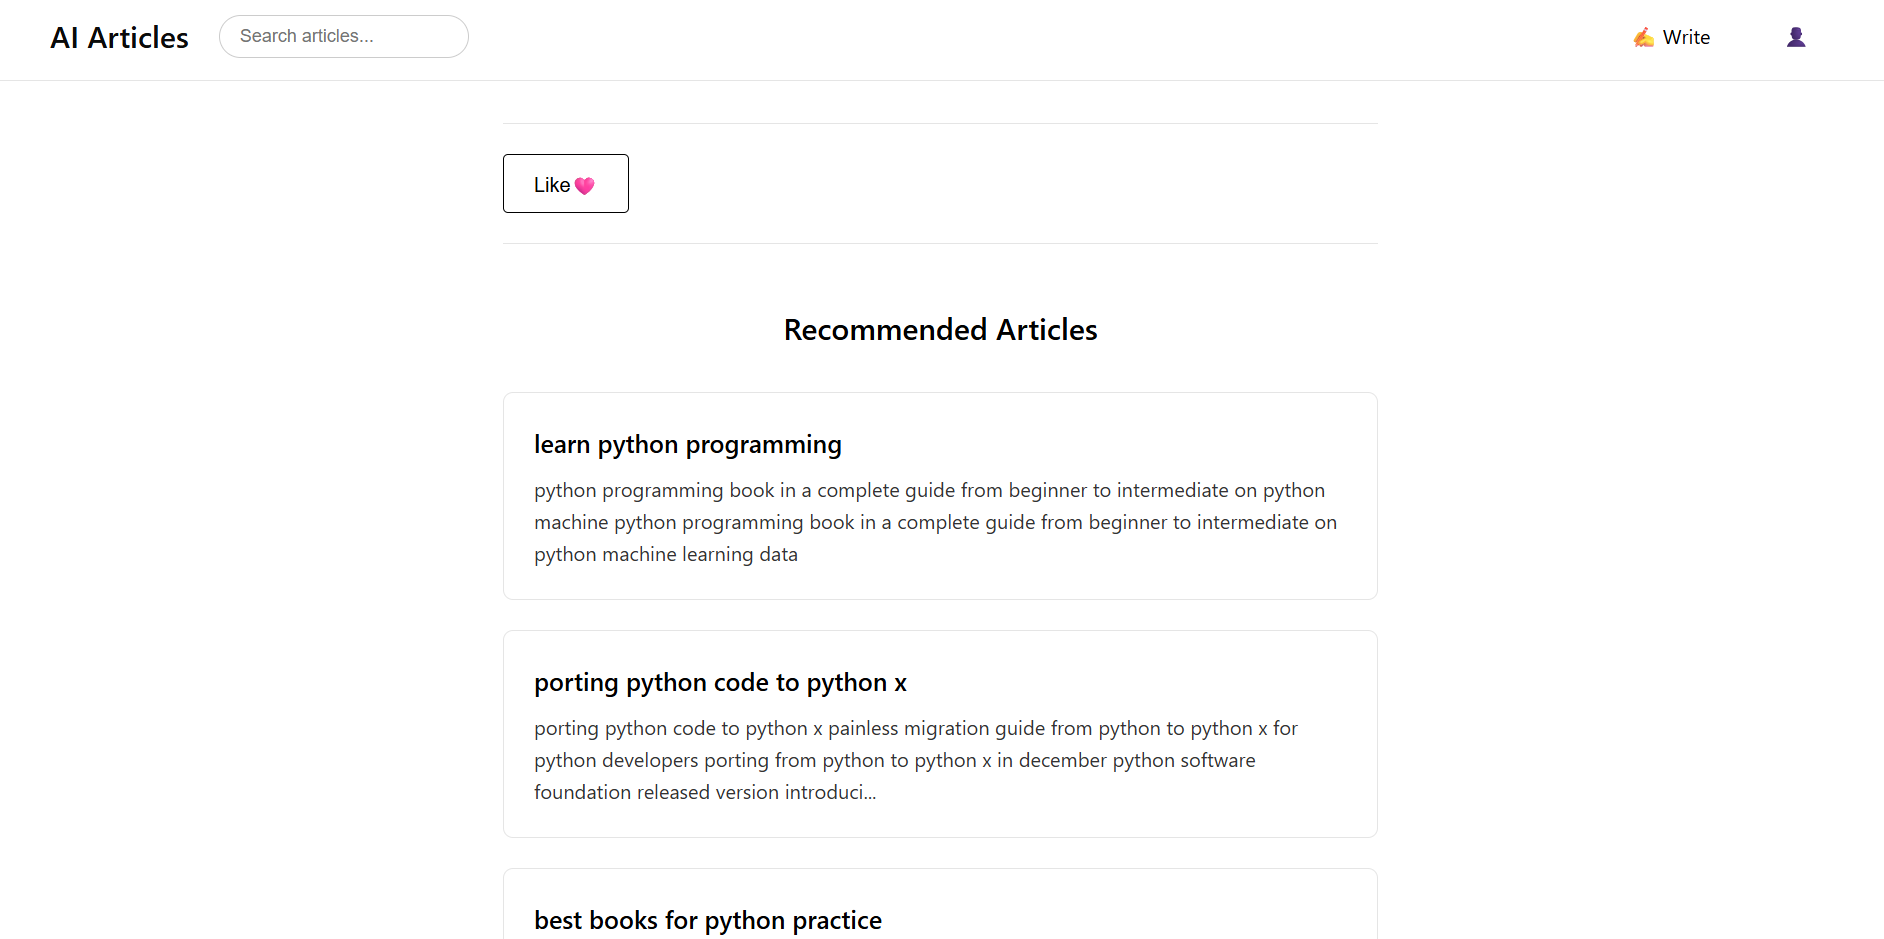 AI Articles
Search articles...
Write
Like
Recommended Articles
learn python programming
python programming book in a complete guide from beginner to intermediate on python
machine python programming book in a complete guide from beginner to intermediate on
python machine learning data
porting python code to python x
porting python code to python x painless migration guide from python to python x for
python developers porting from python to python x in december python software
foundation released version introduci...
best books for python practice